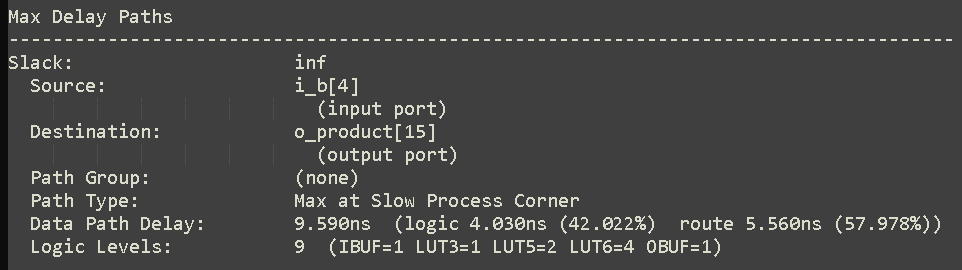 Max Delay Paths
--------------------------------------------------------------------------------------
Slack:                    inf
  Source:                 i_b[4]
                            (input port)
  Destination:            o_product[15]
                            (output port)
  Path Group:             (none)
  Path Type:              Max at Slow Process Corner
  Data Path Delay:        9.590ns  (logic 4.030ns (42.022%)  route 5.560ns (57.978%))
  Logic Levels:           9  (IBUF=1 LUT3=1 LUT5=2 LUT6=4 OBUF=1)